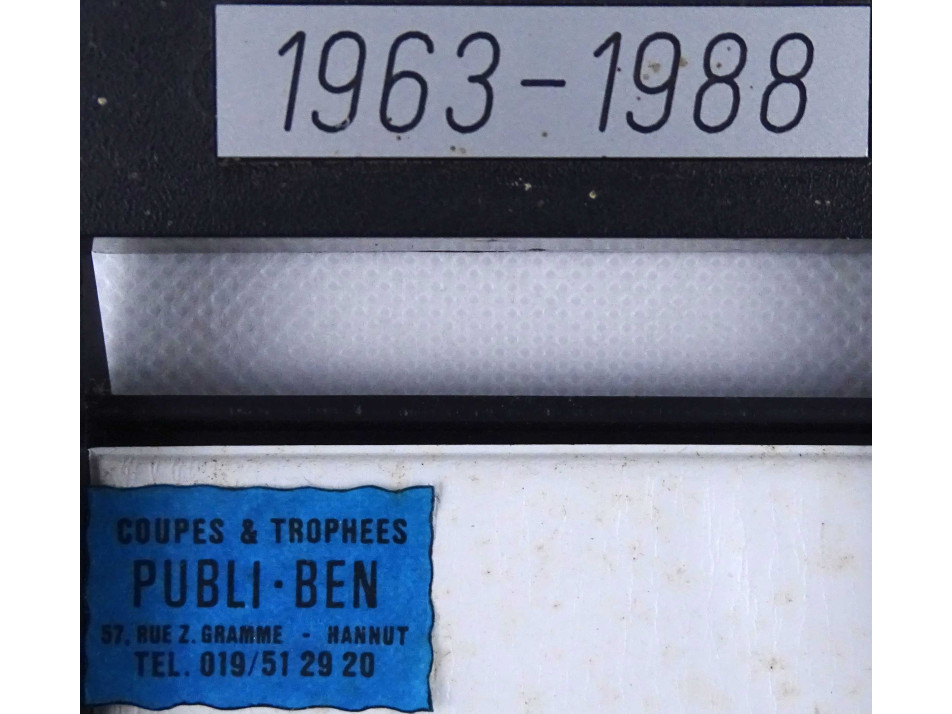 1963-1988
COUPES & TROPHEES
PUBLI·BEN
57, RUE Z. GRAMME - HANNUT
TEL. 019/51 29 20